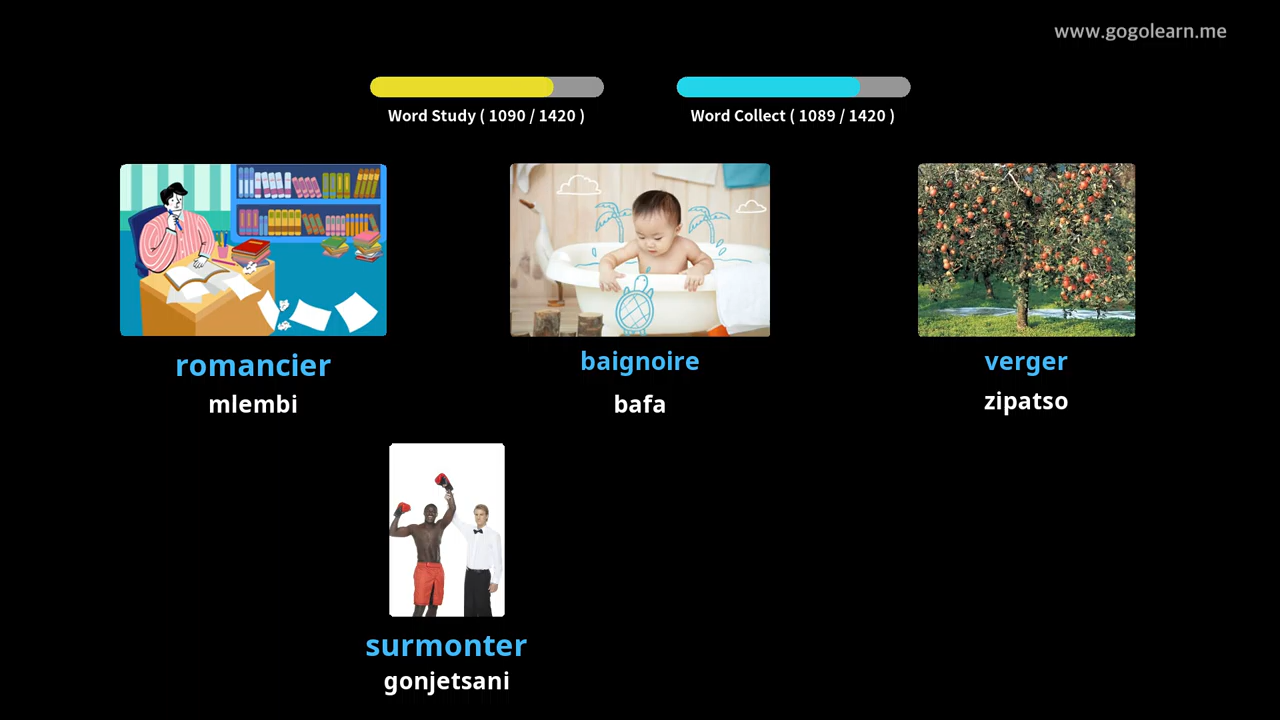 www.gogolearn.me
Word Study ( 1090 / 1420 )
Word Collect ( 1089 / 1420 )
romancier
mlembi
baignoire
bafa
verger
zipatso
surmonter
gonjetsani